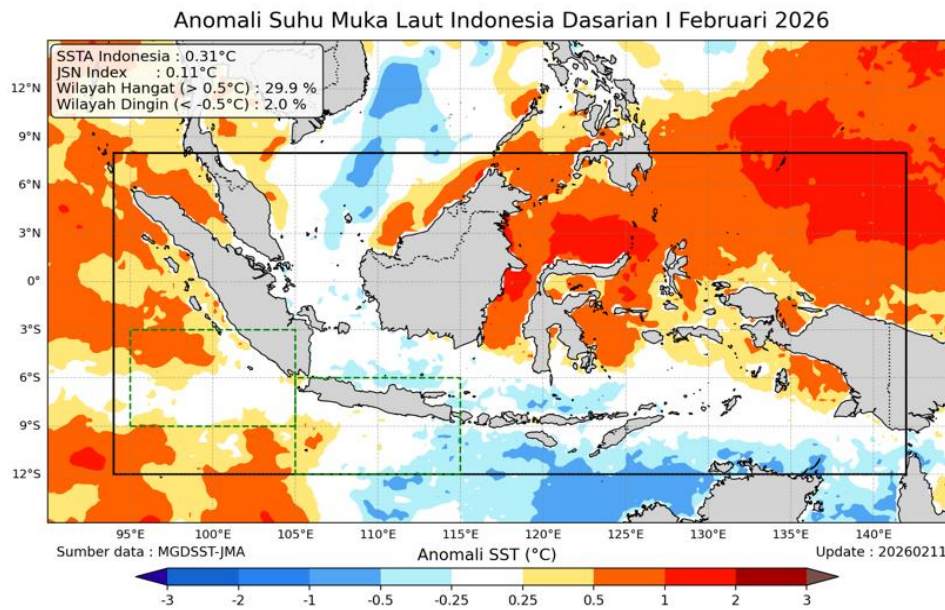 Anomali Suhu Muka Laut Indonesia Dasarian I Februari 2026
SSTA Indonesia : 0.31°C
JSN Index : 0.11°C
Wilayah Hangat (> 0.5°C) : 29.9 %
Wilayah Dingin (< -0.5°C) : 2.0 %
12°N
9°N
6°N
3°N
0°
3°S
6°S
9°S
12°S
95°E 100°E 105°E 110°E 115°E 120°E 125°E 130°E 135°E 140°E
Sumber data : MGDSST-JMA
Anomali SST (°C)
Update : 20260211
-3 -2 -1 -0.5 -0.25 0.25 0.5 1 2 3